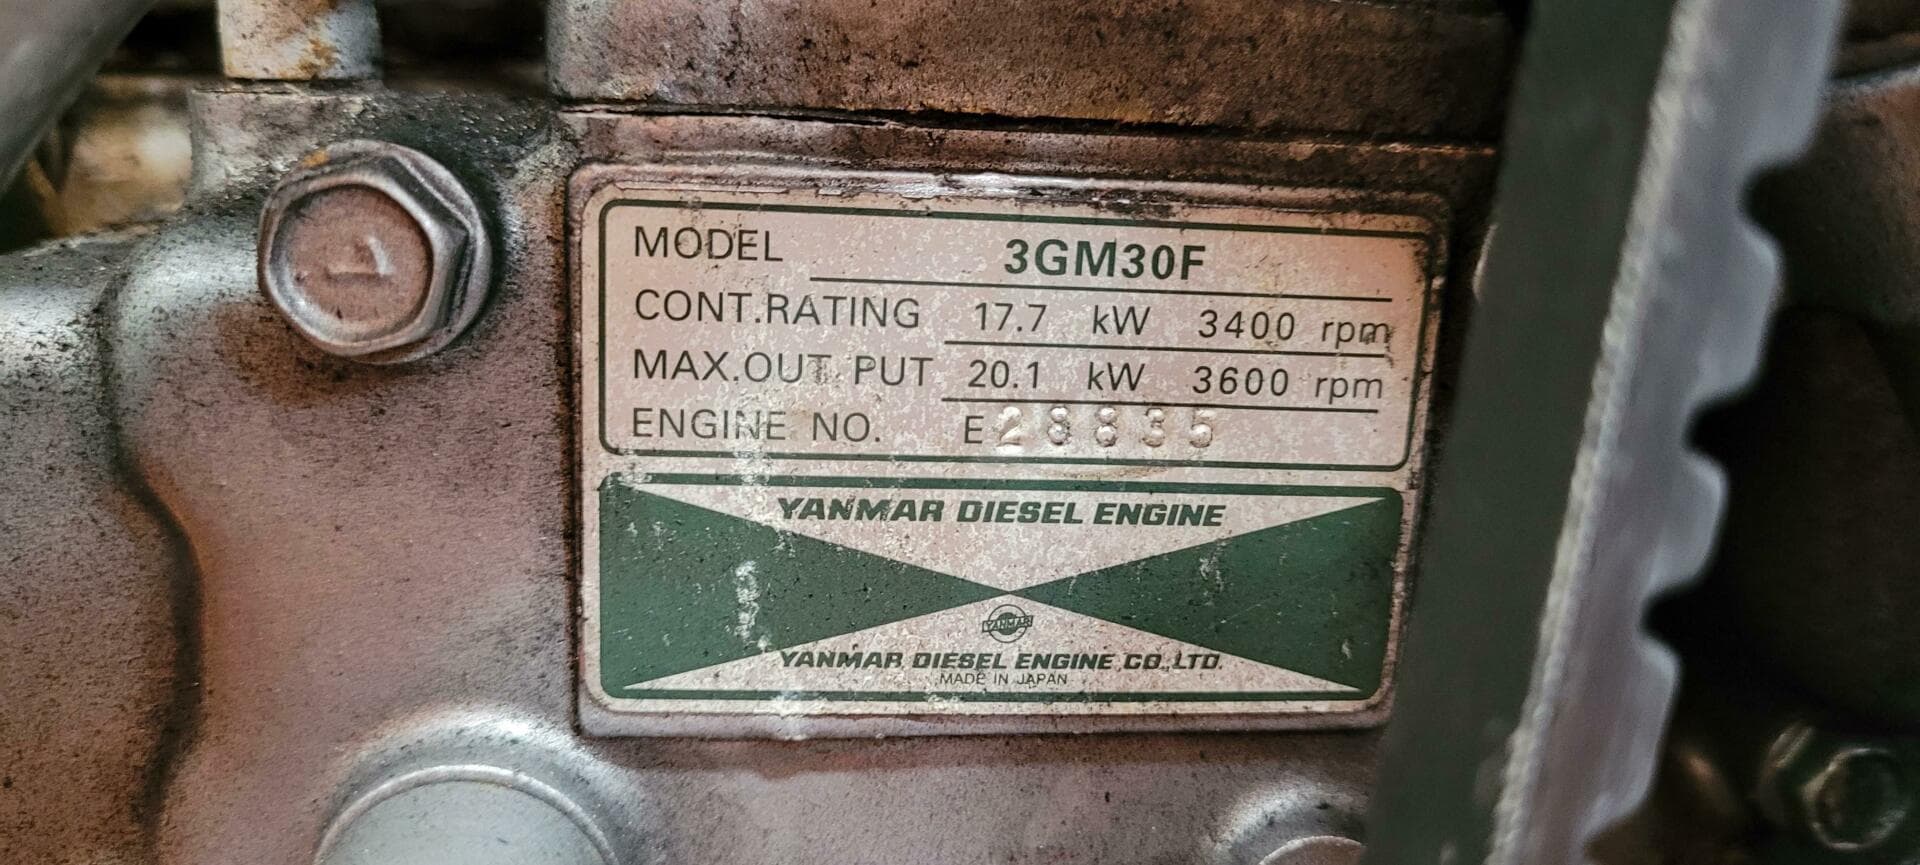 MODEL 3GM30F
CONT.RATING 17.7 kW 3400 rpm
MAX.OUT PUT 20.1 kW 3600 rpm
ENGINE NO. E28835
YANMAR DIESEL ENGINE
YANMAR
YANMAR DIESEL ENGINE CO.,LTD.
MADE IN JAPAN